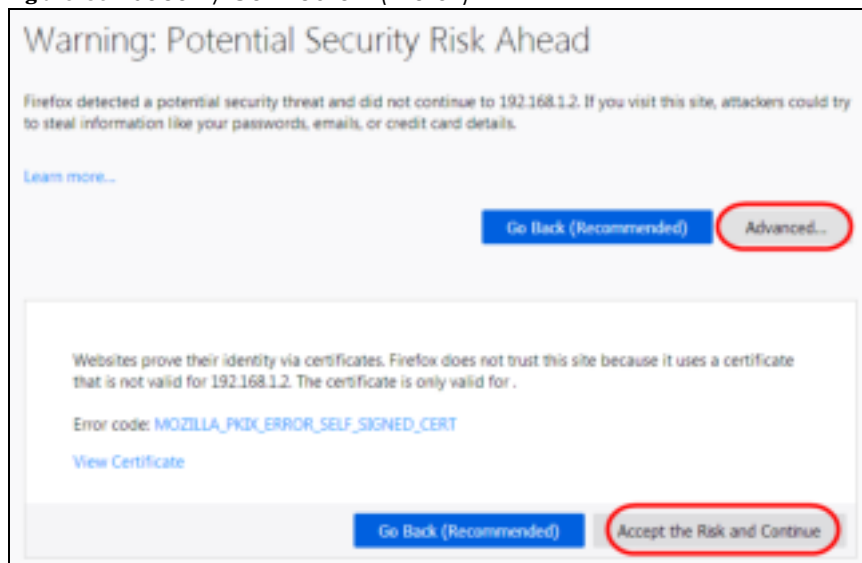 Warning: Potential Security Risk Ahead
Firefox detected a potential security threat and did not continue to 192.168.1.2. If you visit this site, attackers could try
to steal information like your passwords, emails, or credit card details.
Learn more...
Go Back (Recommended) Advanced...
Websites prove their identity via certificates. Firefox does not trust this site because it uses a certificate
that is not valid for 192.168.1.2. The certificate is only valid for .
Error code: MOZILLA_PKIX_ERROR_SELF_SIGNED_CERT
View Certificate
Go Back (Recommended) Accept the Risk and Continue